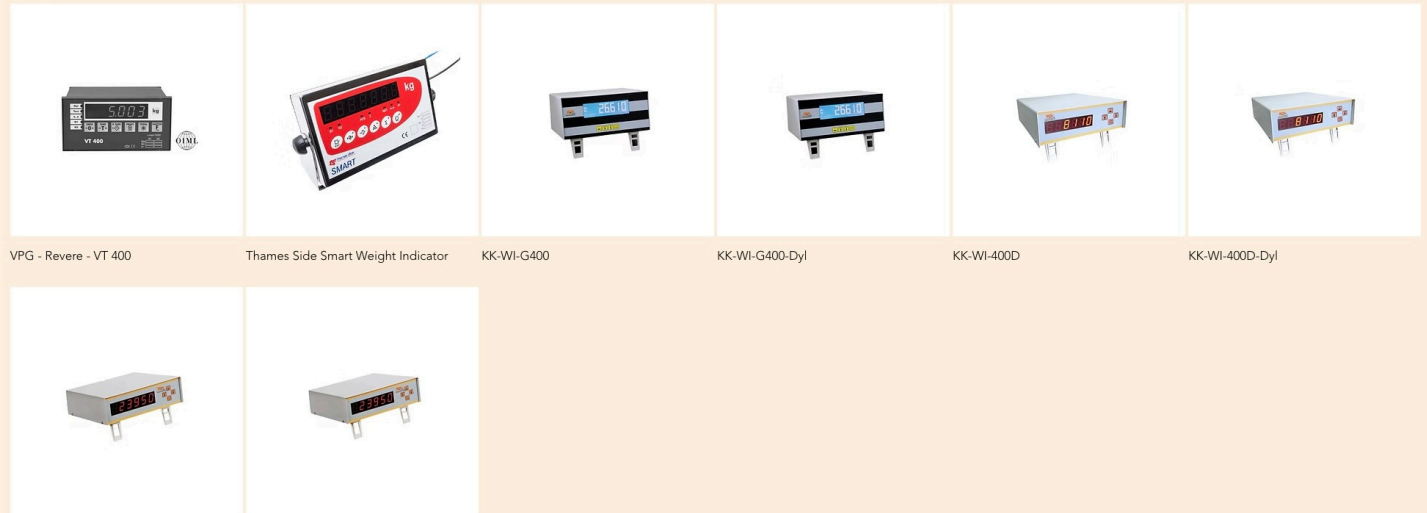 5.003
kg
VT 400
OIML
kg
SMART
26610
26610
8110
8110
VPG - Revere - VT 400
Thames Side Smart Weight Indicator
KK-WI-G400
KK-WI-G400-Dyl
KK-WI-400D
KK-WI-400D-Dyl
23950
23950